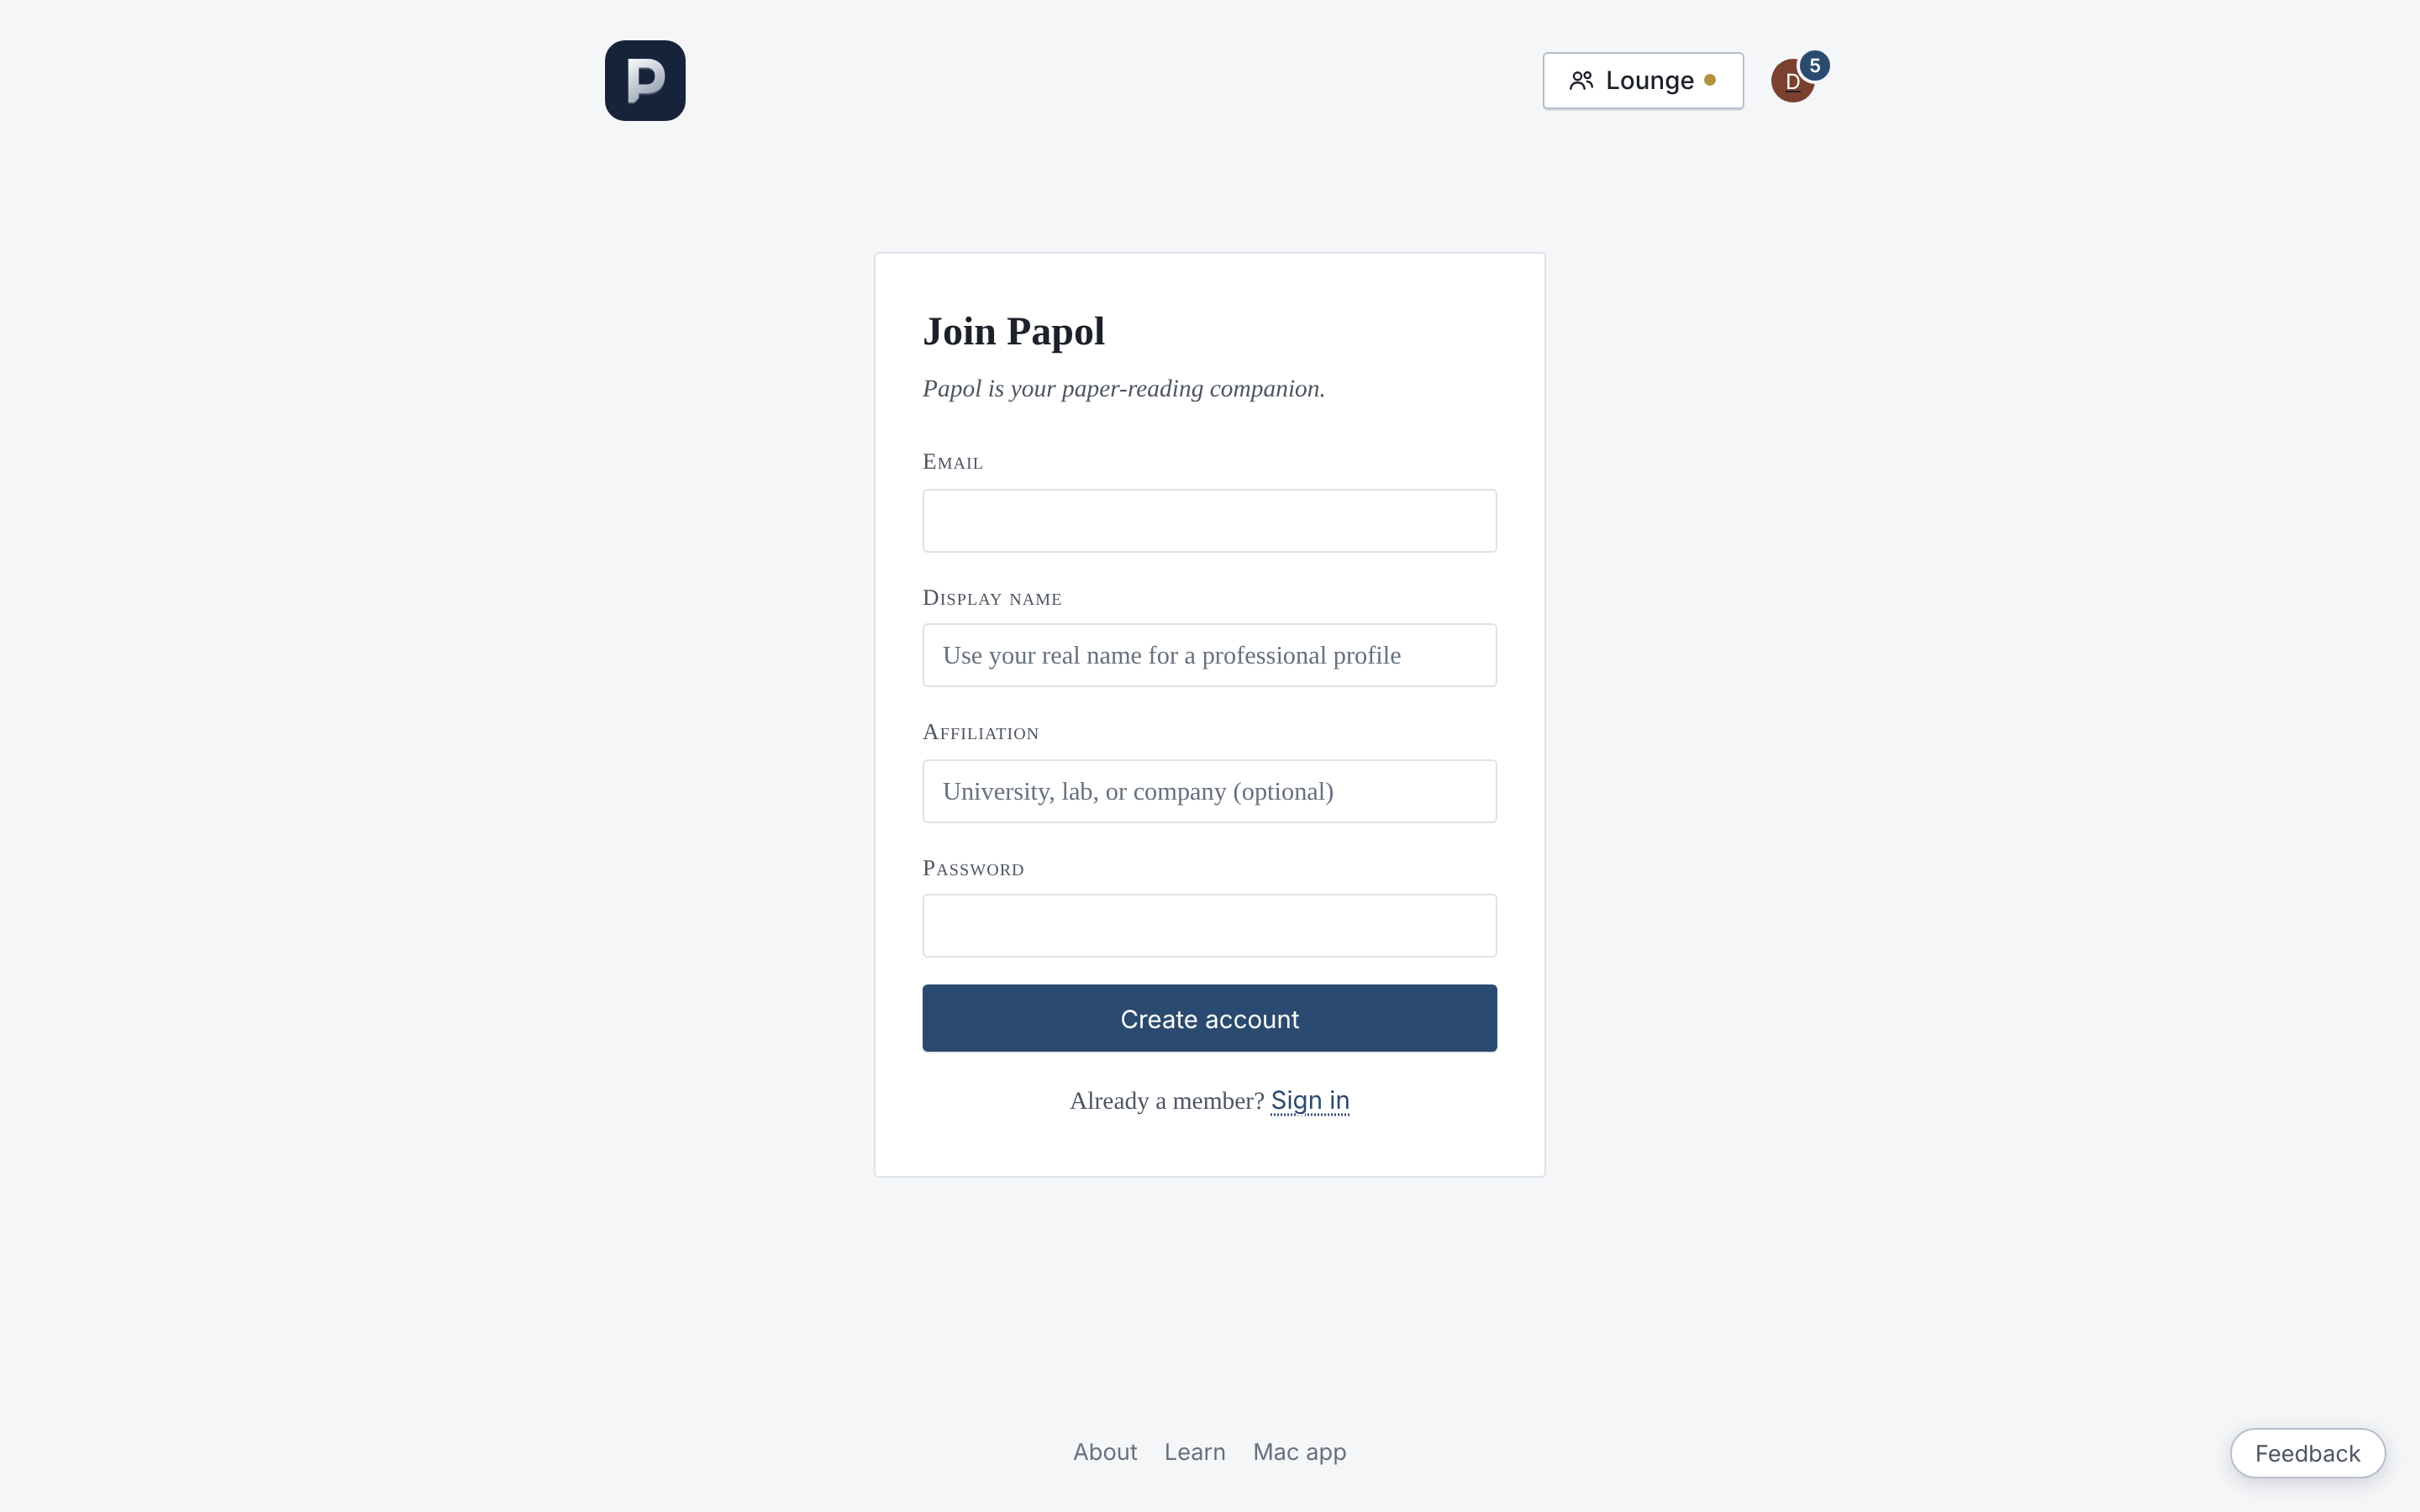 P
Lounge
D
5
Join Papol
Papol is your paper-reading companion.
Email
Display name
Use your real name for a professional profile
Affiliation
University, lab, or company (optional)
Password
Create account
Already a member? Sign in
About Learn Mac app
Feedback